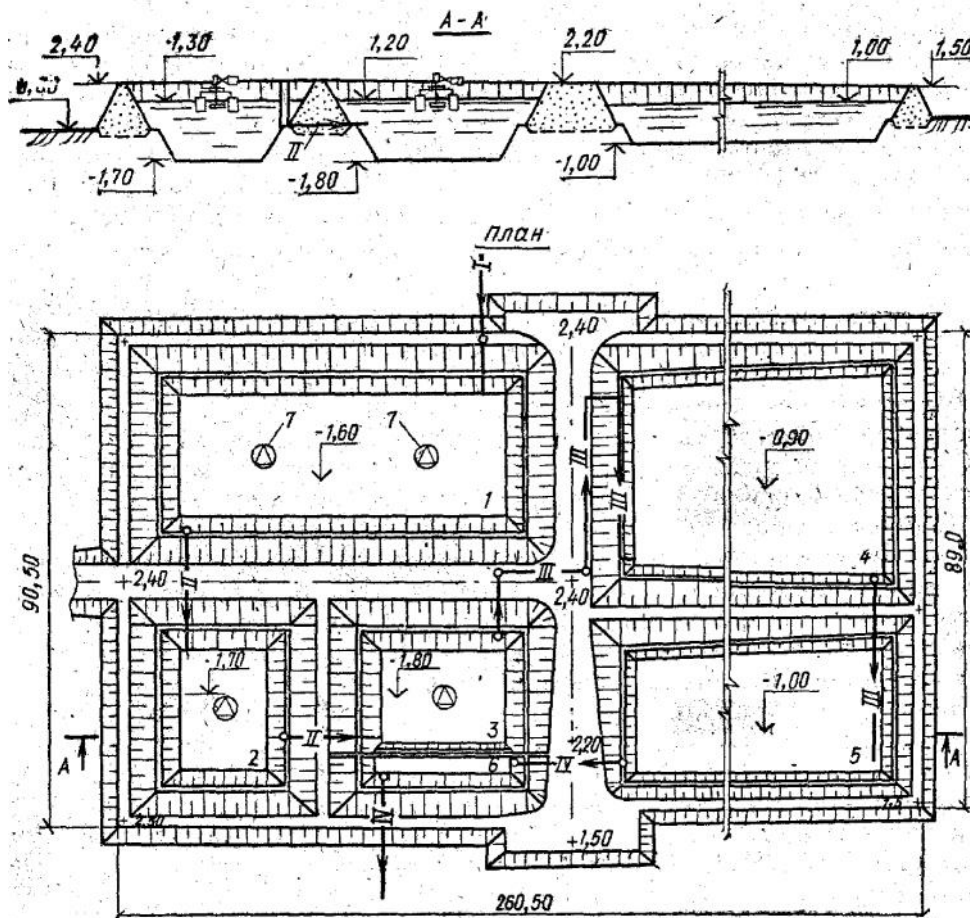 А - А
2,40 1,30 1,20 2,20 1,00 1,50
II
-1,70 -1,80 -1,00
План
I
2,40
7 7
-1,60 -0,90
III III
1 4
90,50 2,40 II III 2,40 89,0
-1,70 -1,80 -1,00 III
II 3
А 2 6 2,20 IV 5 А
IV
+1,50
260,50